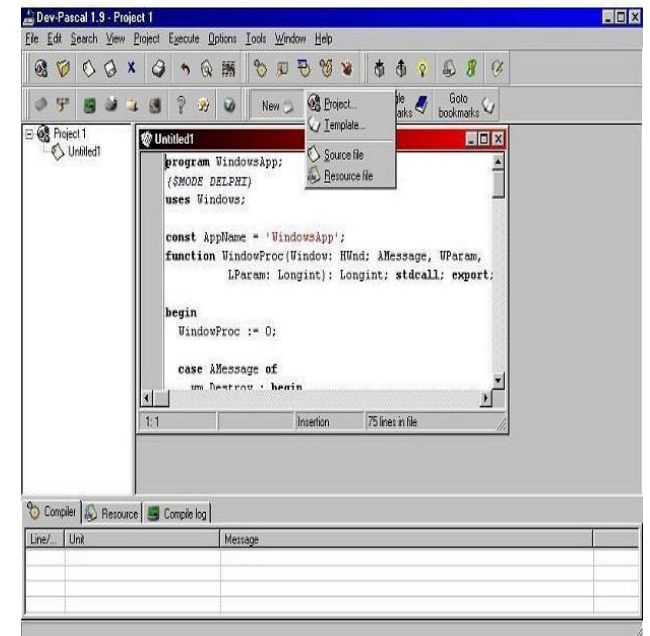 Dev-Pascal 1.9 - Project 1
File Edit Search View Project Execute Options Tools Window Help
New
Project...
Template...
Source file
Resource file
Goto
bookmarks
Project 1
Untitled1
Untitled1
program WindowsApp;
{$MODE DELPHI}
uses Windows;
const AppName = 'WindowsApp';
function WindowProc(Window: HWnd; AMessage, WParam,
LParam: Longint): Longint; stdcall; export;
begin
WindowProc := 0;
case AMessage of
wm_Destroy : begin
1: 1 Insertion 75 lines in file
Compiler Resource Compile log
Line/... Unit Message